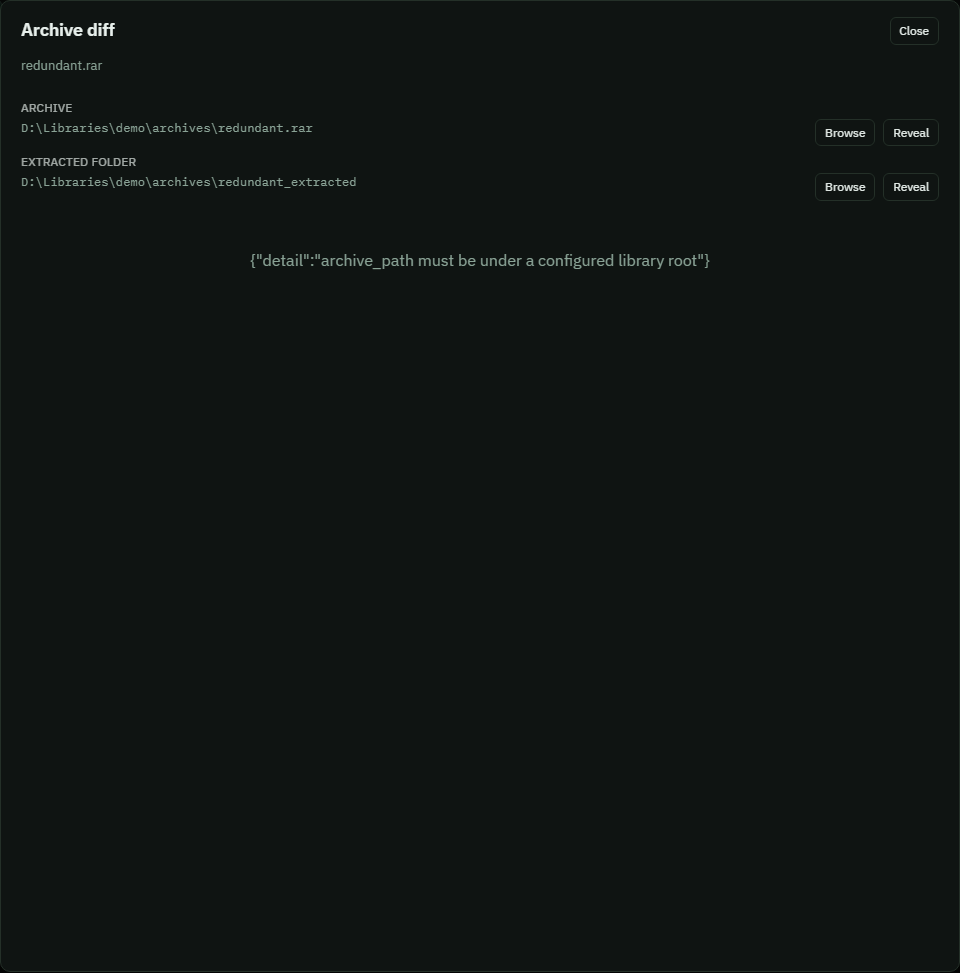 Archive diff
Close
redundant.rar
ARCHIVE
D:\Libraries\demo\archives\redundant.rar
Browse
Reveal
EXTRACTED FOLDER
D:\Libraries\demo\archives\redundant_extracted
Browse
Reveal
{"detail":"archive_path must be under a configured library root"}